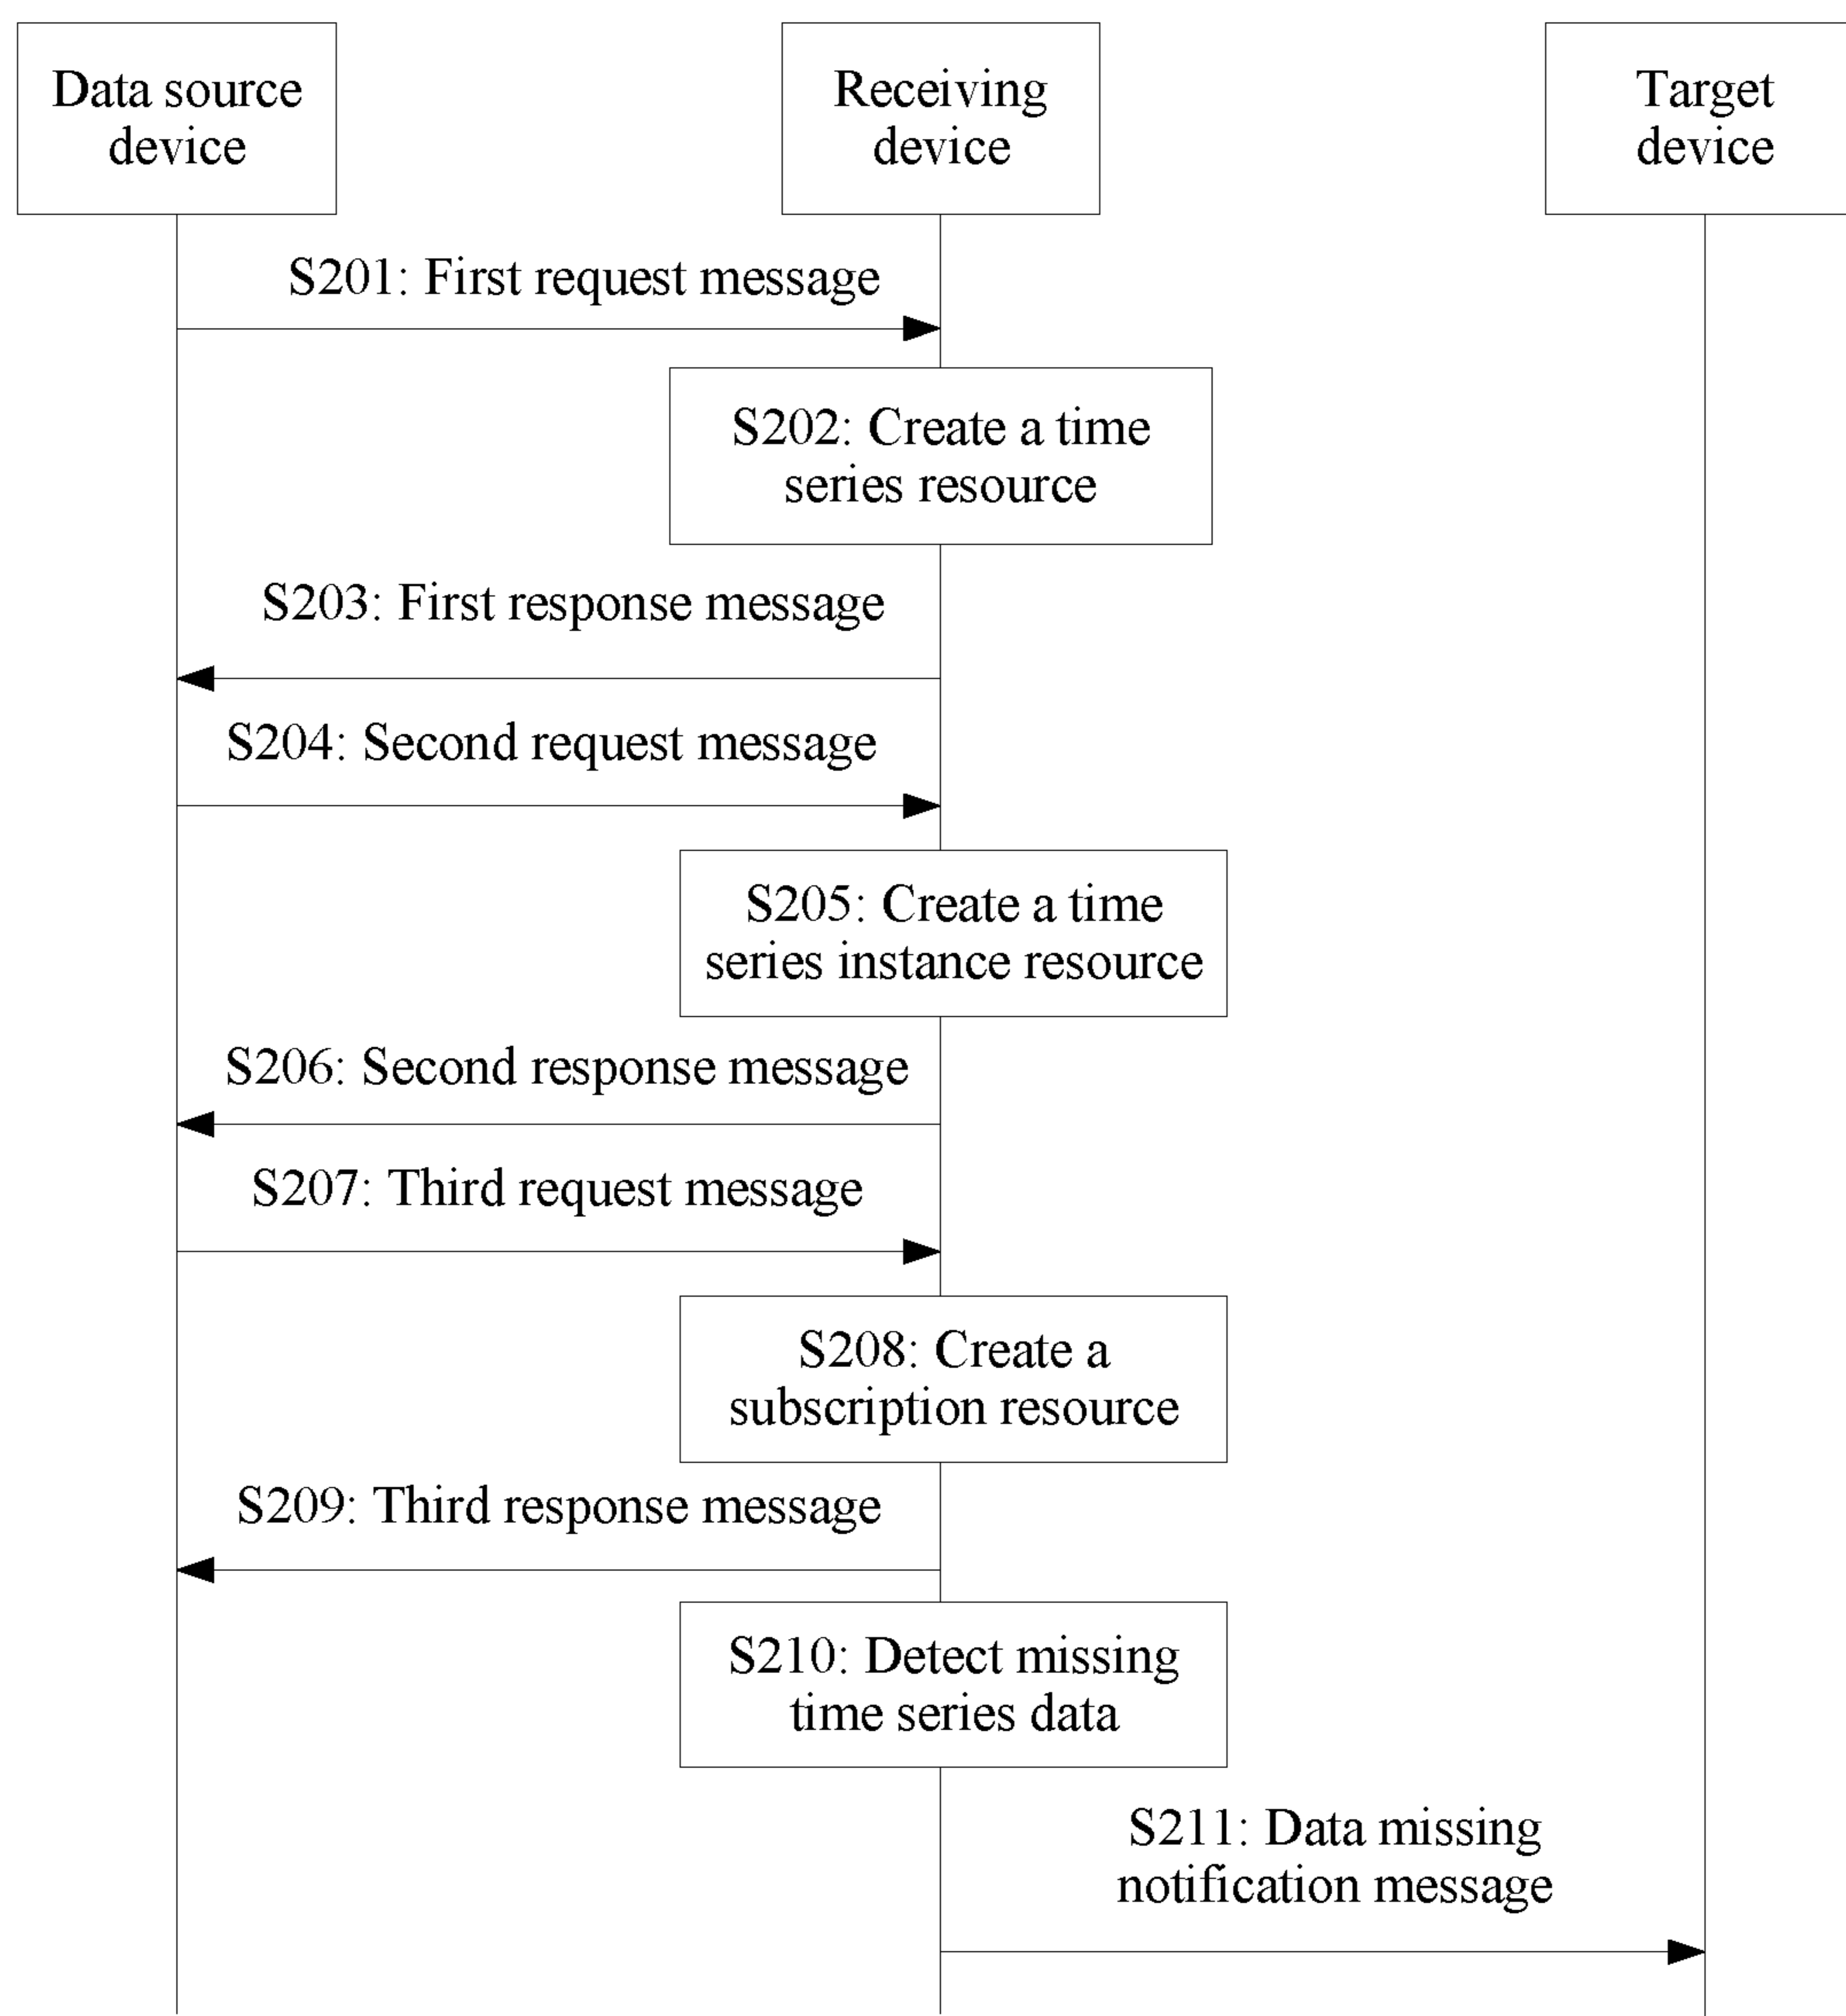 Data source
device
Receiving
device
Target
device
S201: First request message
S202: Create a time
series resource
S203: First response message
S204: Second request message
S205: Create a time
series instance resource
S206: Second response message
S207: Third request message
S208: Create a
subscription resource
S209: Third response message
S210: Detect missing
time series data
S211: Data missing
notification message